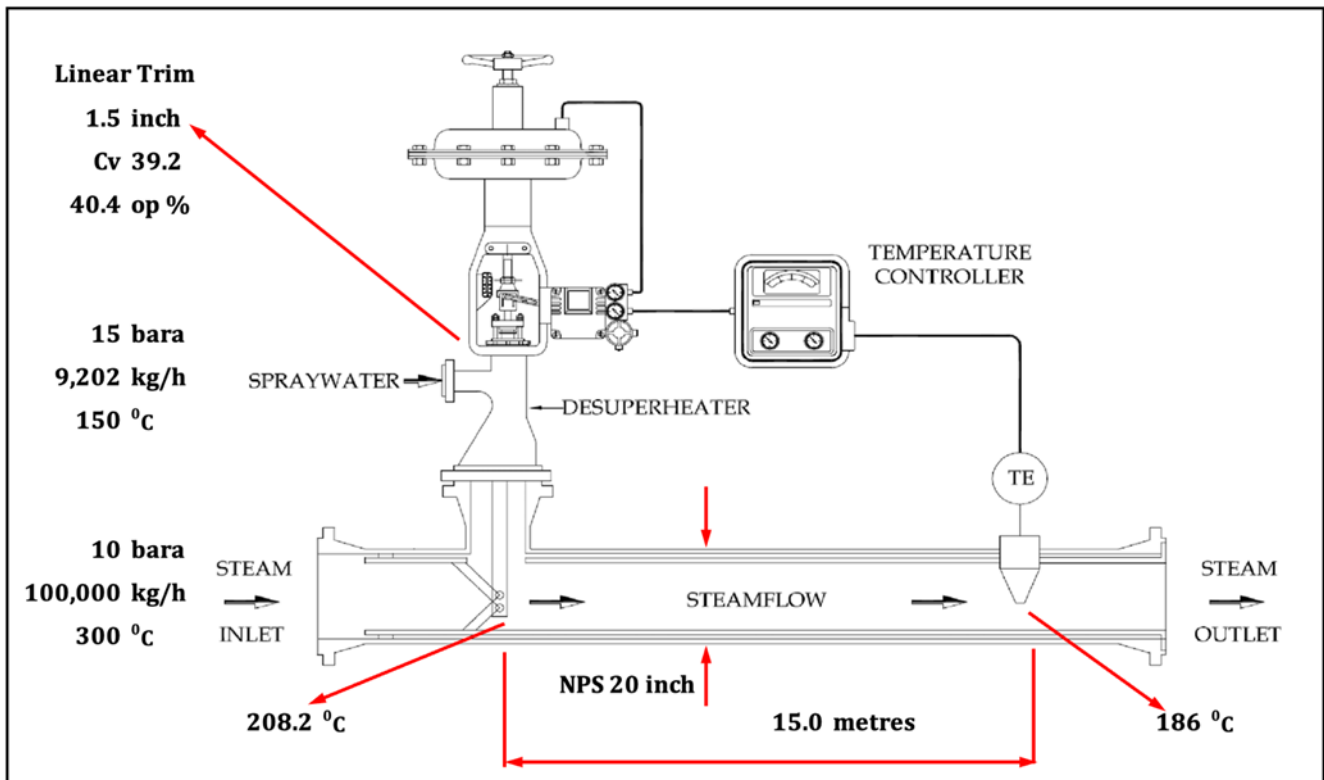 Linear Trim
1.5 inch
Cv 39.2
40.4 op %
TEMPERATURE
CONTROLLER
15 bara
9,202 kg/h
150 ⁰C
SPRAYWATER
DESUPERHEATER
TE
10 bara
100,000 kg/h
300 ⁰C
STEAM
INLET
STEAMFLOW
STEAM
OUTLET
NPS 20 inch
208.2 ⁰C
15.0 metres
186 ⁰C